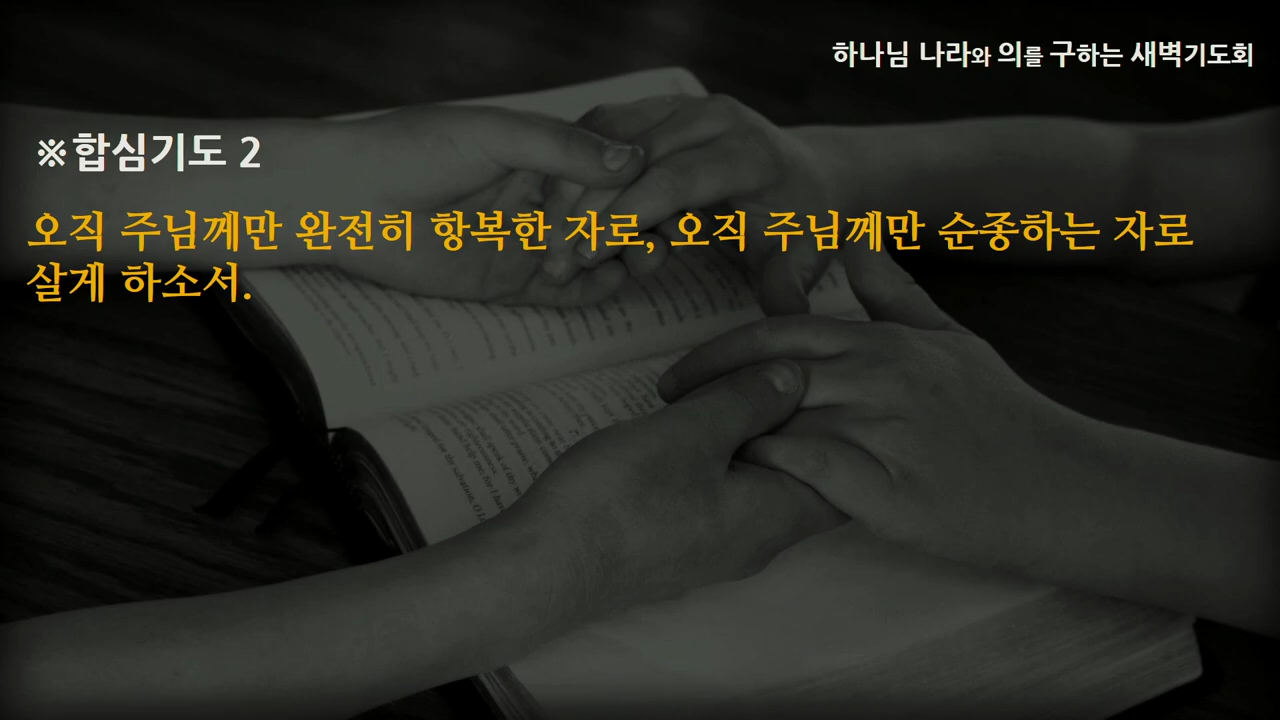 하나님 나라와 의를 구하는 새벽기도회
※합심기도 2
오직 주님께만 완전히 항복한 자로, 오직 주님께만 순종하는 자로
살게 하소서.